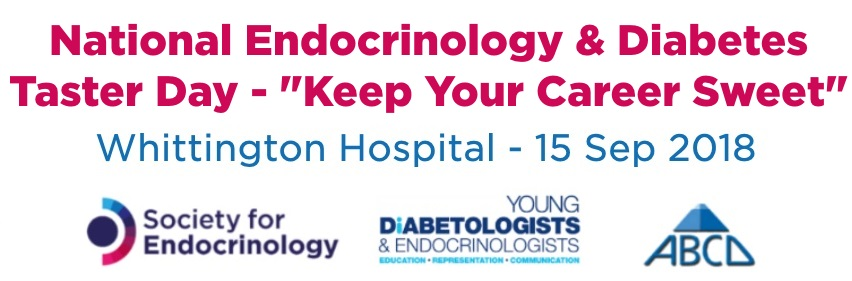 National Endocrinology & Diabetes
Taster Day - "Keep Your Career Sweet"
Whittington Hospital - 15 Sep 2018
Society for
Endocrinology
YOUNG
DiABETOLOGISTS
& ENDOCRINOLOGISTS
EDUCATION • REPRESENTATION • COMMUNICATION
ABCD